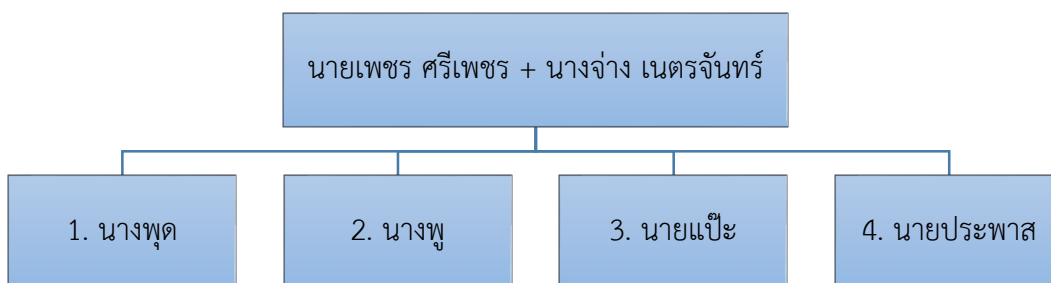 นายเพชร ศรีเพชร + นางจ่าง เนตรจันทร์
1. นางพุด
2. นางพู
3. นายแป๊ะ
4. นายประพาส